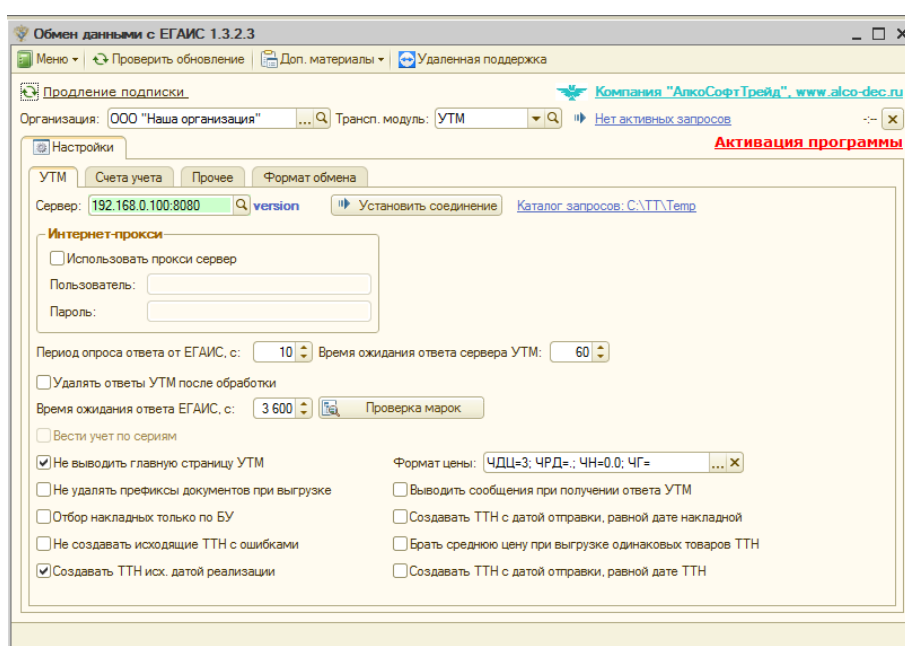 Обмен данными с ЕГАИС 1.3.2.3
Меню Проверить обновление Доп. материалы Удаленная поддержка
Продление подписки Компания "АлкоСофтТрейд", www.alco-dec.ru
Организация: ООО "Наша организация" ... Трансп. модуль: УТМ Нет активных запросов -:--
Настройки Активация программы
УТМ Счета учета Прочее Формат обмена
Сервер: 192.168.0.100:8080 version Установить соединение Каталог запросов: C:\TT\Temp
Интернет-прокси
Использовать прокси сервер
Пользователь:
Пароль:
Период опроса ответа от ЕГАИС, с: 10 Время ожидания ответа сервера УТМ: 60
Удалять ответы УТМ после обработки
Время ожидания ответа ЕГАИС, с: 3 600 Проверка марок
Вести учет по сериям
Не выводить главную страницу УТМ Формат цены: ЧДЦ=3; ЧРД=.; ЧН=0.0; ЧГ= ...
Не удалять префиксы документов при выгрузке Выводить сообщения при получении ответа УТМ
Отбор накладных только по БУ Создавать ТТН с датой отправки, равной дате накладной
Не создавать исходящие ТТН с ошибками Брать среднюю цену при выгрузке одинаковых товаров ТТН
Создавать ТТН исх. датой реализации Создавать ТТН с датой отправки, равной дате ТТН